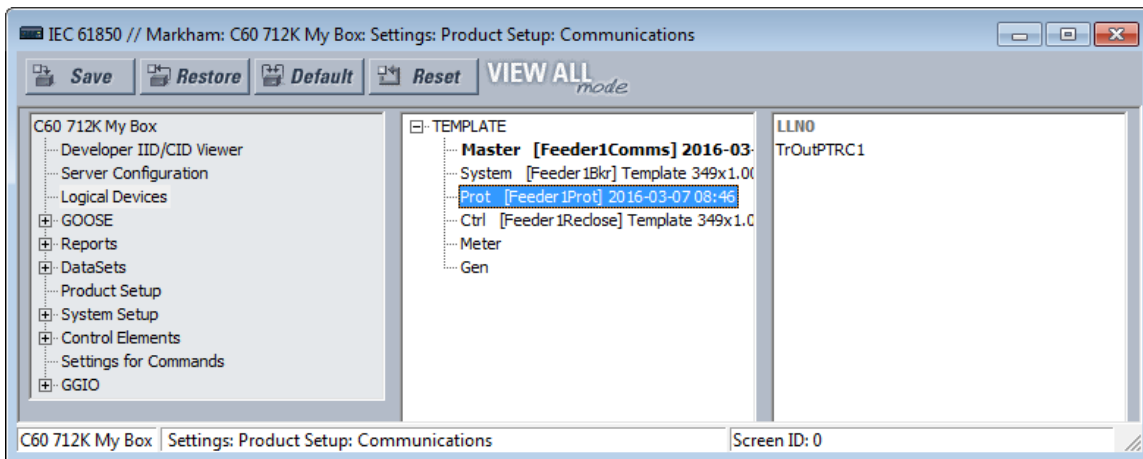 IEC 61850 // Markham: C60 712K My Box: Settings: Product Setup: Communications
Save Restore Default Reset VIEW ALL mode
C60 712K My Box
Developer IID/CID Viewer
Server Configuration
Logical Devices
GOOSE
Reports
DataSets
Product Setup
System Setup
Control Elements
Settings for Commands
GGIO
TEMPLATE
Master [Feeder1Comms] 2016-03-
System [Feeder1Bkr] Template 349x1.00
Prot [Feeder1Prot] 2016-03-07 08:46
Ctrl [Feeder1Reclose] Template 349x1.0
Meter
Gen
LLN0
TrOutPTRC1
C60 712K My Box Settings: Product Setup: Communications Screen ID: 0